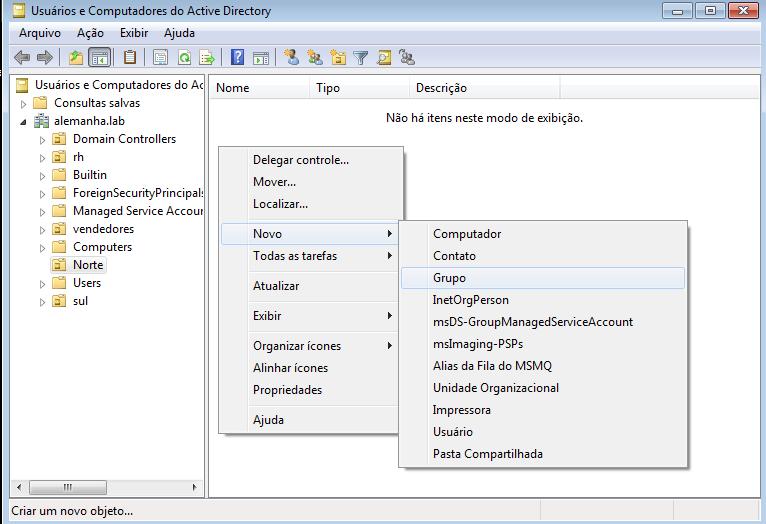 Usuários e Computadores do Active Directory
Arquivo Ação Exibir Ajuda
Usuários e Computadores do Ac
Consultas salvas
alemanha.lab
Domain Controllers
rh
Builtin
ForeignSecurityPrincipals
Managed Service Accour
vendedores
Computers
Norte
Users
sul
Nome Tipo Descrição
Não há itens neste modo de exibição.
Delegar controle...
Mover...
Localizar...
Novo
Todas as tarefas
Atualizar
Exibir
Organizar ícones
Alinhar ícones
Propriedades
Ajuda
Computador
Contato
Grupo
InetOrgPerson
msDS-GroupManagedServiceAccount
msImaging-PSPs
Alias da Fila do MSMQ
Unidade Organizacional
Impressora
Usuário
Pasta Compartilhada
Criar um novo objeto...